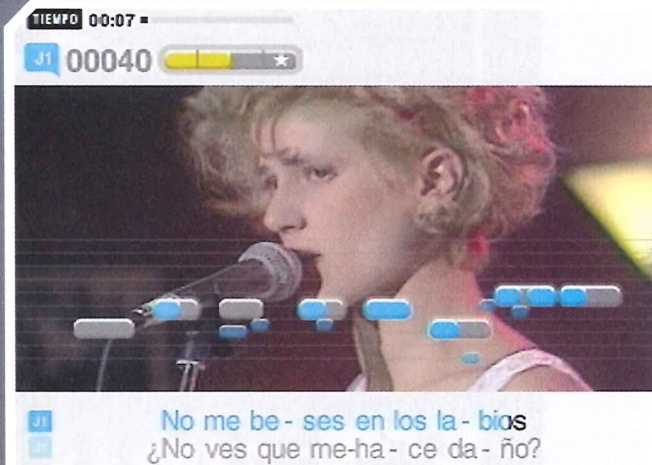 TIEMPO 00:07
J1 00040
J1 No me be - ses en los la - bios
J1 ¿No ves que me-ha - ce da - ño?